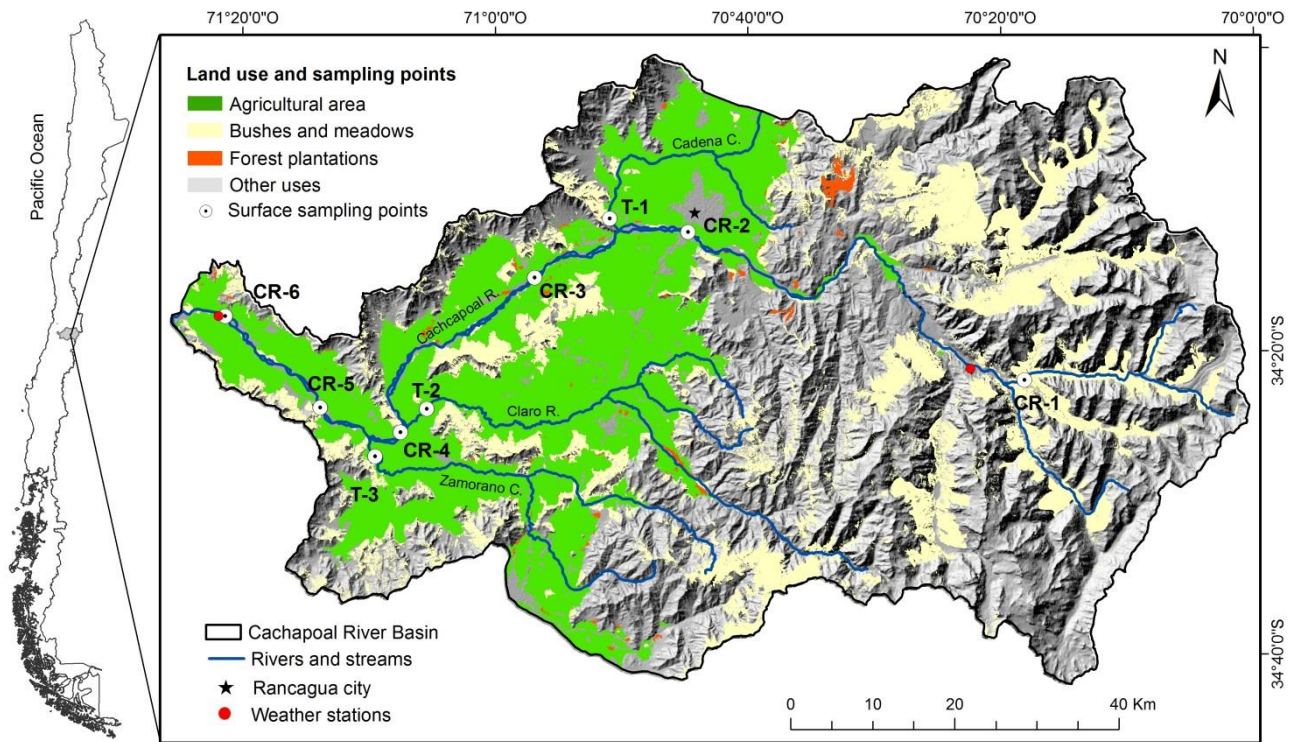 71°20'0"O
71°0'0"O
70°40'0"O
70°20'0"O
70°0'0"O
Pacific Ocean
Land use and sampling points
Agricultural area
Bushes and meadows
Forest plantations
Other uses
Surface sampling points
N
Cadena C.
T-1
CR-2
CR-3
CR-6
Cachcapoal R.
34°20'0"S
CR-5
T-2
CR-1
Claro R.
CR-4
Zamorano C.
T-3
Cachapoal River Basin
Rivers and streams
Rancagua city
Weather stations
34°40'0"S
0 10 20 40 Km